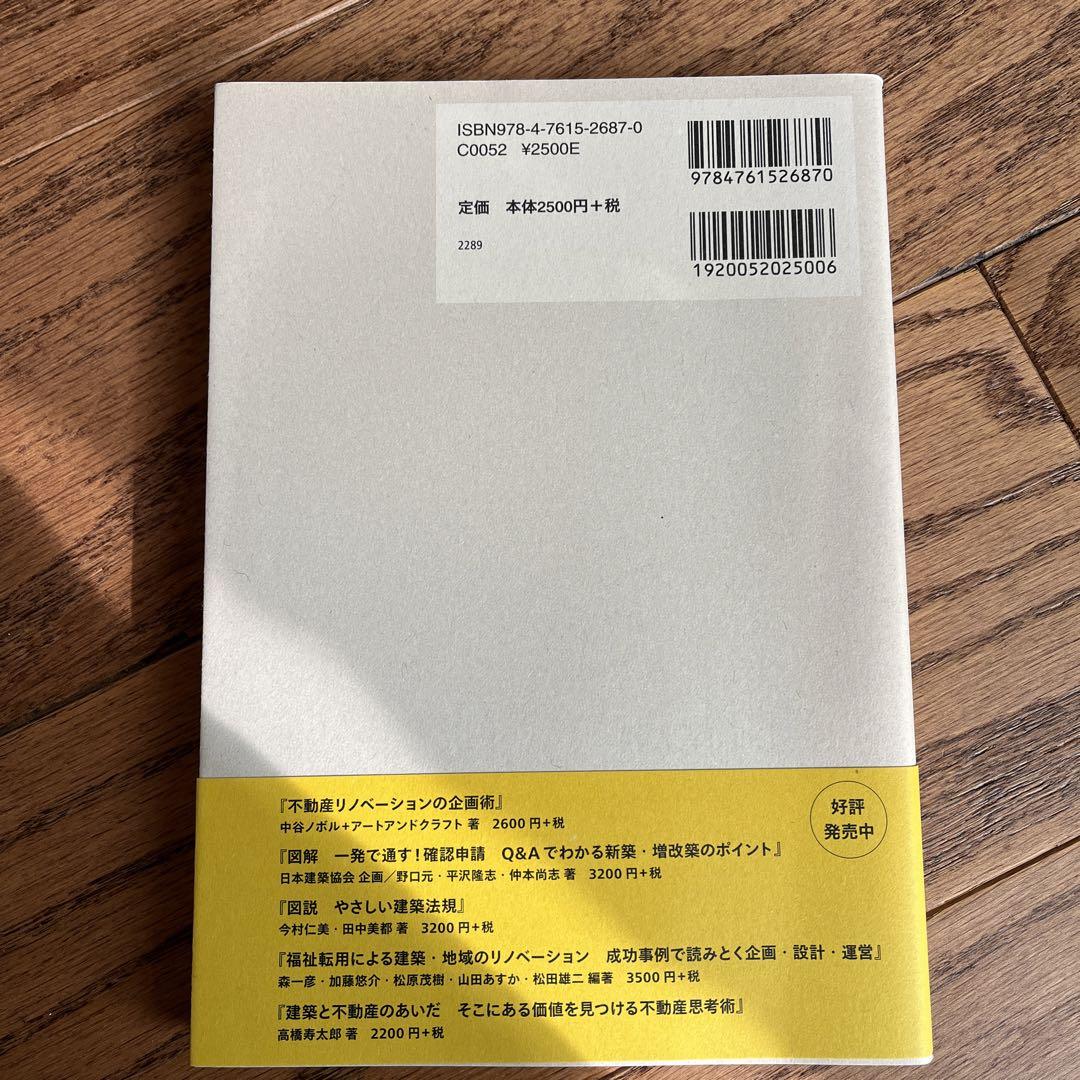 ISBN978-4-7615-2687-0
C0052 ¥2500E
9784761526870
定価 本体2500円+税
2289
1920052025006
『不動産リノベーションの企画術』
中谷ノボル+アートアンドクラフト 著 2600円+税
好評
発売中
『図解 一発で通す!確認申請 Q&Aでわかる新築・増改築のポイント』
日本建築協会 企画/野口元・平沢隆志・仲本尚志 著 3200円+税
『図説 やさしい建築法規』
今村仁美・田中美都 著 3200円+税
『福祉転用による建築・地域のリノベーション 成功事例で読みとく企画・設計・運営』
森一彦・加藤悠介・松原茂樹・山田あすか・松田雄二 編著 3500円+税
『建築と不動産のあいだ そこにある価値を見つける不動産思考術』
高橋寿太郎 著 2200円+税